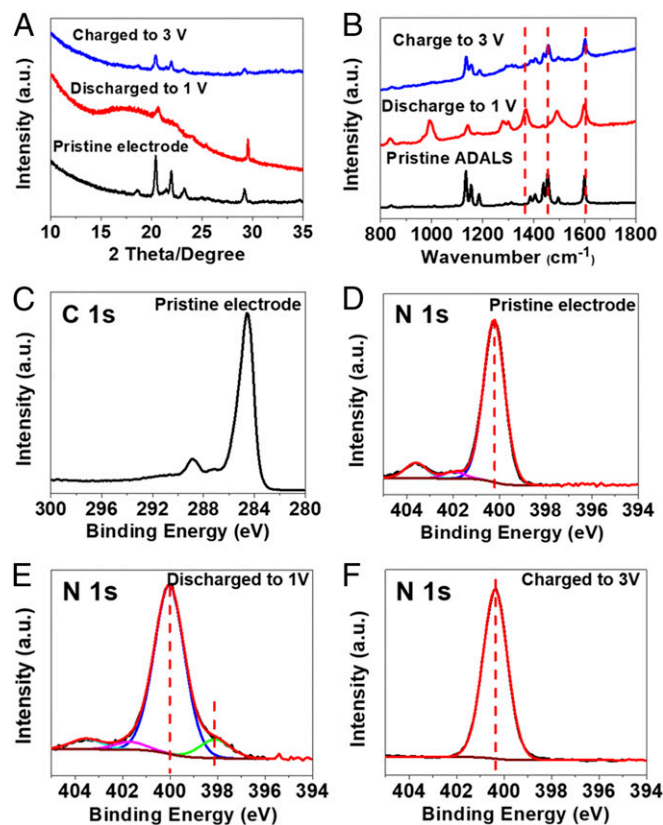 A
Charged to 3 V
Discharged to 1 V
Pristine electrode
Intensity (a.u.)
10 15 20 25 30 35
2 Theta/Degree
B
Charge to 3 V
Discharge to 1 V
Pristine ADALS
Intensity (a.u.)
800 1000 1200 1400 1600 1800
Wavenumber (cm⁻¹)
C
C 1s
Pristine electrode
Intensity (a.u.)
300 296 292 288 284 280
Binding Energy (eV)
D
N 1s
Pristine electrode
Intensity (a.u.)
404 402 400 398 396 394
Binding Energy (eV)
E
N 1s
Discharged to 1V
Intensity (a.u.)
404 402 400 398 396 394
Binding Energy (eV)
F
N 1s
Charged to 3V
Intensity (a.u.)
404 402 400 398 396 394
Binding Energy (eV)